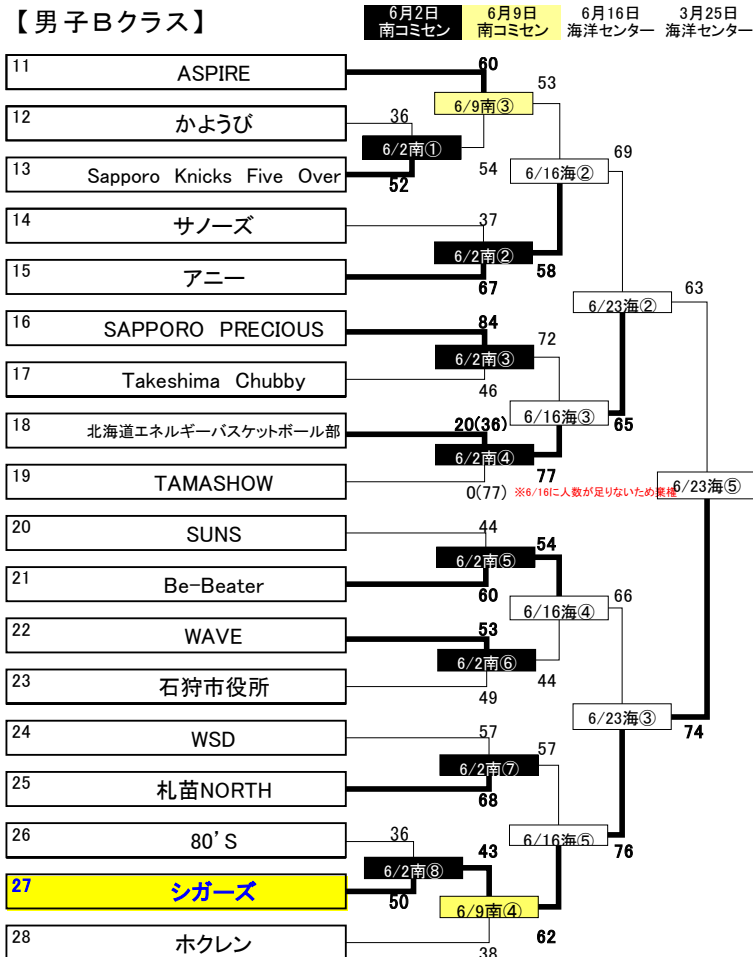 【男子Bクラス】
6月2日 6月9日 6月16日 3月25日
南コミセン 南コミセン 海洋センター 海洋センター
60
11 ASPIRE
53
6/9南③
12 かようび
36
6/2南①
69
13 Sapporo Knicks Five Over
54
6/16海②
52
14 サノーズ
37
6/2南②
58
15 アニー
67
63
6/23海②
16 SAPPORO PRECIOUS
84
72
6/2南③
17 Takeshima Chubby
46
6/16海③
65
18 北海道エネルギーバスケットボール部
20(36)
6/2南④
77
19 TAMASHOW
0(77) ※6/16に人数が足りないため棄権
6/23海⑤
20 SUNS
44
54
6/2南⑤
21 Be-Beater
60
66
6/16海④
22 WAVE
53
6/2南⑥
44
23 石狩市役所
49
6/23海③
74
24 WSD
57
57
6/2南⑦
25 札苗NORTH
68
26 80'S
36
43
6/16海⑤
76
6/2南⑧
27 シガーズ
50
6/9南④
62
28 ホクレン
38